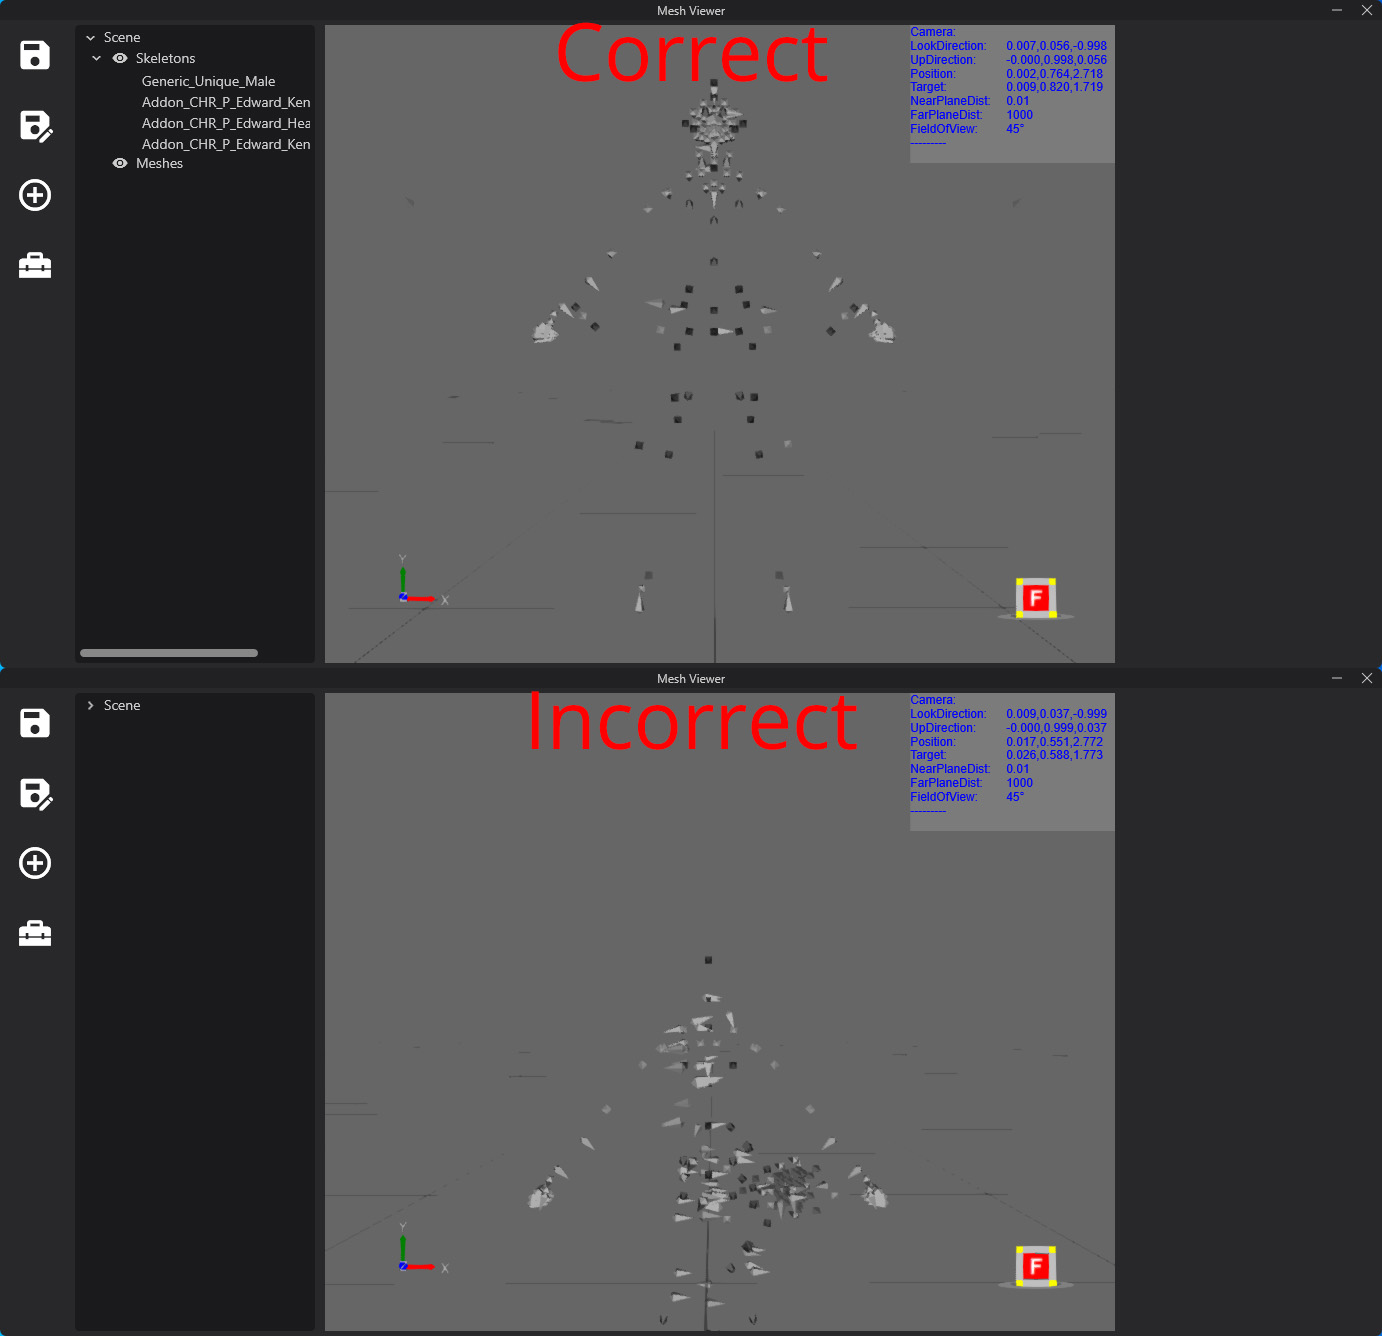 Mesh Viewer
Correct
Scene
Skeletons
Generic_Unique_Male
Addon_CHR_P_Edward_Ken
Addon_CHR_P_Edward_Hea
Addon_CHR_P_Edward_Ken
Meshes
Camera:
LookDirection: 0.007,0.056,-0.998
UpDirection: -0.000,0.998,0.056
Position: 0.002,0.764,2.718
Target: 0.009,0.820,1.719
NearPlaneDist: 0.01
FarPlaneDist: 1000
FieldOfView: 45°
---------
Y
X
F
Mesh Viewer
Incorrect
Scene
Camera:
LookDirection: 0.009,0.037,-0.999
UpDirection: -0.000,0.999,0.037
Position: 0.017,0.551,2.772
Target: 0.026,0.588,1.773
NearPlaneDist: 0.01
FarPlaneDist: 1000
FieldOfView: 45°
---------
Y
X
F